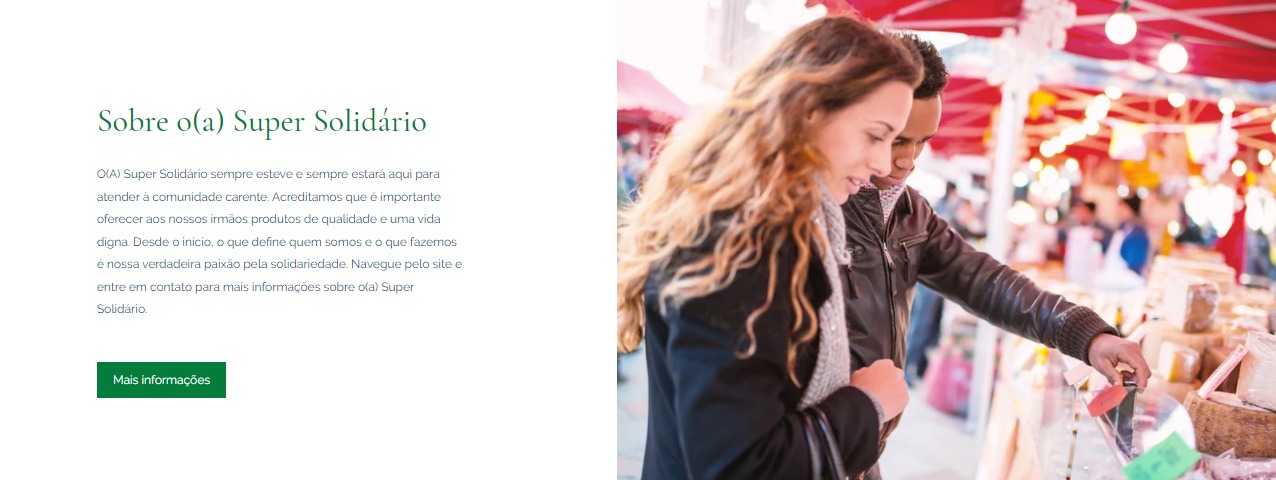 Sobre o(a) Super Solidário
O(A) Super Solidário sempre esteve e sempre estará aqui para
atender à comunidade carente. Acreditamos que é importante
oferecer aos nossos irmãos produtos de qualidade e uma vida
digna. Desde o início, o que define quem somos e o que fazemos
é nossa verdadeira paixão pela solidariedade. Navegue pelo site e
entre em contato para mais informações sobre o(a) Super
Solidário.
Mais informações